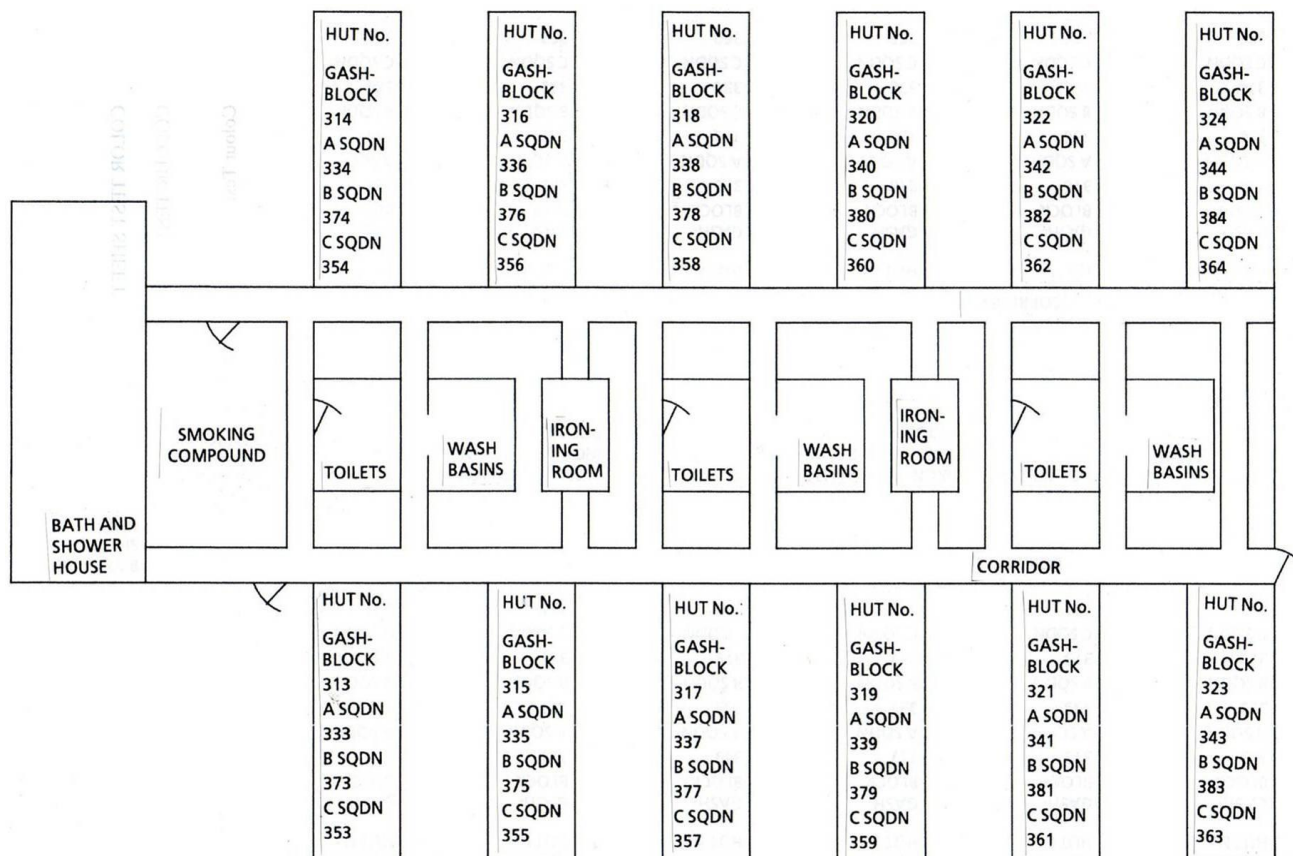 HUT No.
GASH-
BLOCK
314
A SQDN
334
B SQDN
374
C SQDN
354
HUT No.
GASH-
BLOCK
316
A SQDN
336
B SQDN
376
C SQDN
356
HUT No.
GASH-
BLOCK
318
A SQDN
338
B SQDN
378
C SQDN
358
HUT No.
GASH-
BLOCK
320
A SQDN
340
B SQDN
380
C SQDN
360
HUT No.
GASH-
BLOCK
322
A SQDN
342
B SQDN
382
C SQDN
362
HUT No.
GASH-
BLOCK
324
A SQDN
344
B SQDN
384
C SQDN
364
BATH AND
SHOWER
HOUSE
SMOKING
COMPOUND
TOILETS
WASH
BASINS
IRON-
ING
ROOM
TOILETS
WASH
BASINS
IRON-
ING
ROOM
TOILETS
WASH
BASINS
CORRIDOR
HUT No.
GASH-
BLOCK
313
A SQDN
333
B SQDN
373
C SQDN
353
HUT No.
GASH-
BLOCK
315
A SQDN
335
B SQDN
375
C SQDN
355
HUT No.
GASH-
BLOCK
317
A SQDN
337
B SQDN
377
C SQDN
357
HUT No.
GASH-
BLOCK
319
A SQDN
339
B SQDN
379
C SQDN
359
HUT No.
GASH-
BLOCK
321
A SQDN
341
B SQDN
381
C SQDN
361
HUT No.
GASH-
BLOCK
323
A SQDN
343
B SQDN
383
C SQDN
363
COLOR TEST SHEET